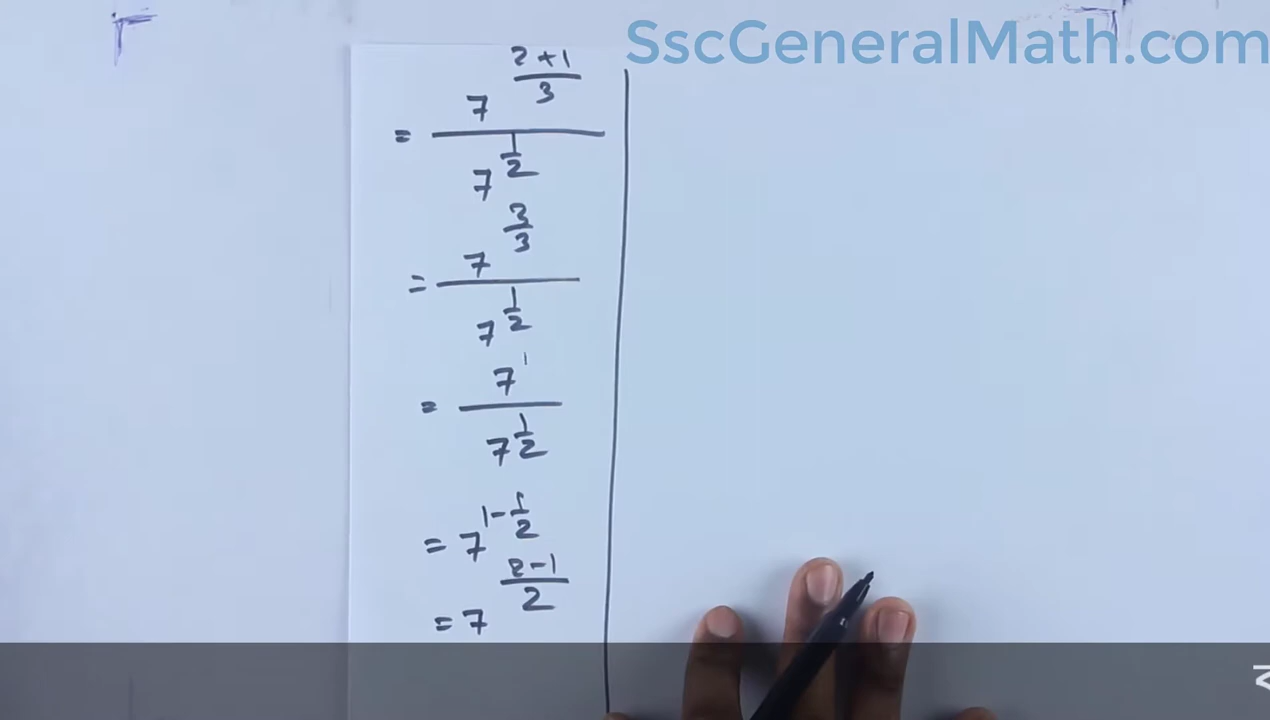 SscGeneralMath.com
= 7^((2+1)/3) / 7^(1/2)
= 7^(3/3) / 7^(1/2)
= 7^1 / 7^(1/2)
= 7^(1-1/2)
= 7^((2-1)/2)